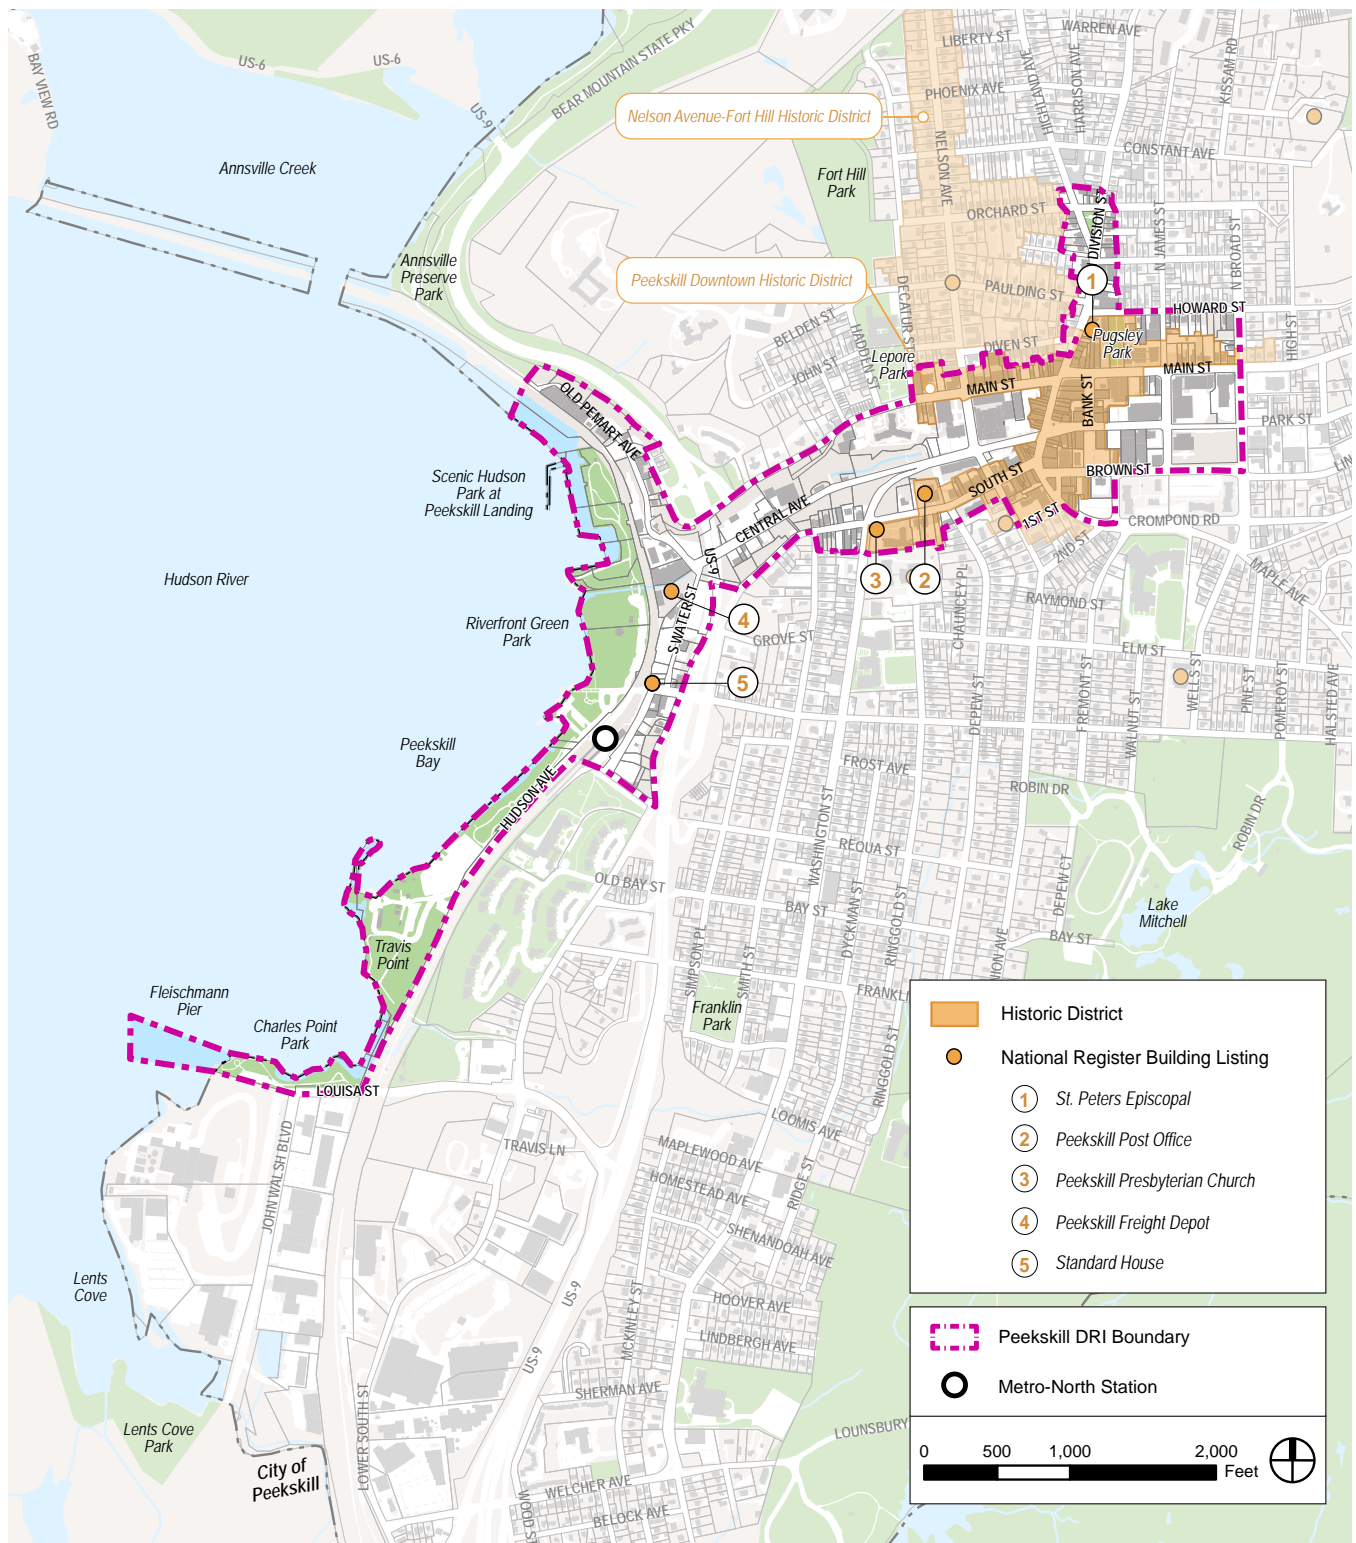 WARREN AVE
LIBERTY ST
BEAR MOUNTAIN STATE PKY
US-6
US-6
BAY VIEW RD
US-9
HIGHLAND AVE
HARRISON AVE
KISSAM RD
PHOENIX AVE
Nelson Avenue-Fort Hill Historic District
CONSTANT AVE
NELSON AVE
Annsville Creek
Fort Hill
Park
ORCHARD ST
DIVISION ST
N JAMES ST
N BROAD ST
Annsville
Preserve
Park
Peekskill Downtown Historic District
DECATUR ST
PAULDING ST
1
HOWARD ST
BELDEN ST
HADDEN ST
Pugsley
Park
HIGH ST
DIVEN ST
Lepore
Park
JOHN ST
MAIN ST
MAIN ST
OLD PEMART AVE
BANK ST
PARK ST
BROWN ST
Scenic Hudson
Park at
Peekskill Landing
SOUTH ST
CENTRAL AVE
1ST ST
CROMPOND RD
2ND ST
US-9
Hudson River
3
2
CHAUNCEY PL
MAPLE AVE
RAYMOND ST
S WATER ST
4
Riverfront Green
Park
GROVE ST
ELM ST
5
DEPEW ST
FREMONT ST
WALNUT ST
WELLS ST
PINE ST
POMEROY ST
HALSTED AVE
Peekskill
Bay
FROST AVE
HUDSON AVE
WASHINGTON ST
ROBIN DR
ROBIN DR
REQUA ST
OLD BAY ST
BAY ST
DEPEW CT
Lake
Mitchell
DYCKMAN ST
RINGGOLD ST
BAY ST
Travis
Point
SIMPSON PL
SMITH ST
Fleischmann
Pier
Charles Point
Park
Franklin
Park
LOUISA ST
RINGGOLD ST
Historic District
National Register Building Listing
1 St. Peters Episcopal
2 Peekskill Post Office
3 Peekskill Presbyterian Church
4 Peekskill Freight Depot
5 Standard House
JOHN WALSH BLVD
TRAVIS LN
LOOMIS AVE
MAPLEWOOD AVE
HOMESTEAD AVE
RIDGE ST
SHENANDOAH AVE
Lents
Cove
US-9
MCKINLEY ST
HOOVER AVE
LINDBERGH AVE
US-9
SHERMAN AVE
Peekskill DRI Boundary
Metro-North Station
LOWER SOUTH ST
LOUNSBURY
Lents Cove
Park
City of
Peekskill
WELCHER AVE
BELOCK AVE
0 500 1,000 2,000
Feet